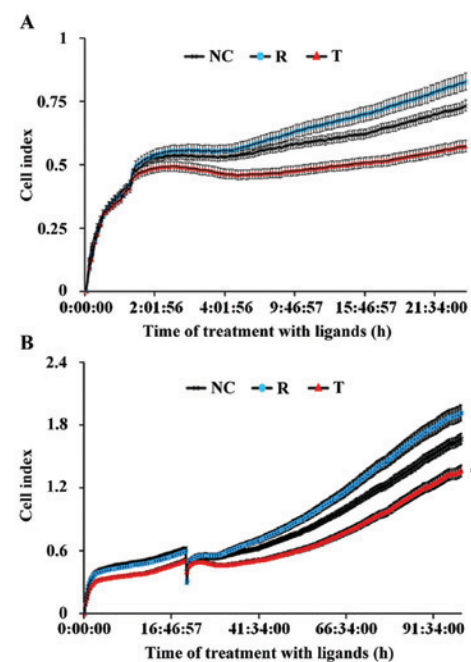 A
1
NC R T
0.75
0.5
0.25
0
Cell index
0:00:00 2:01:56 4:01:56 9:46:57 15:46:57 21:34:00
Time of treatment with ligands (h)
B
2.4
NC R T
1.8
1.2
0.6
0
Cell index
0:00:00 16:46:57 41:34:00 66:34:00 91:34:00
Time of treatment with ligands (h)